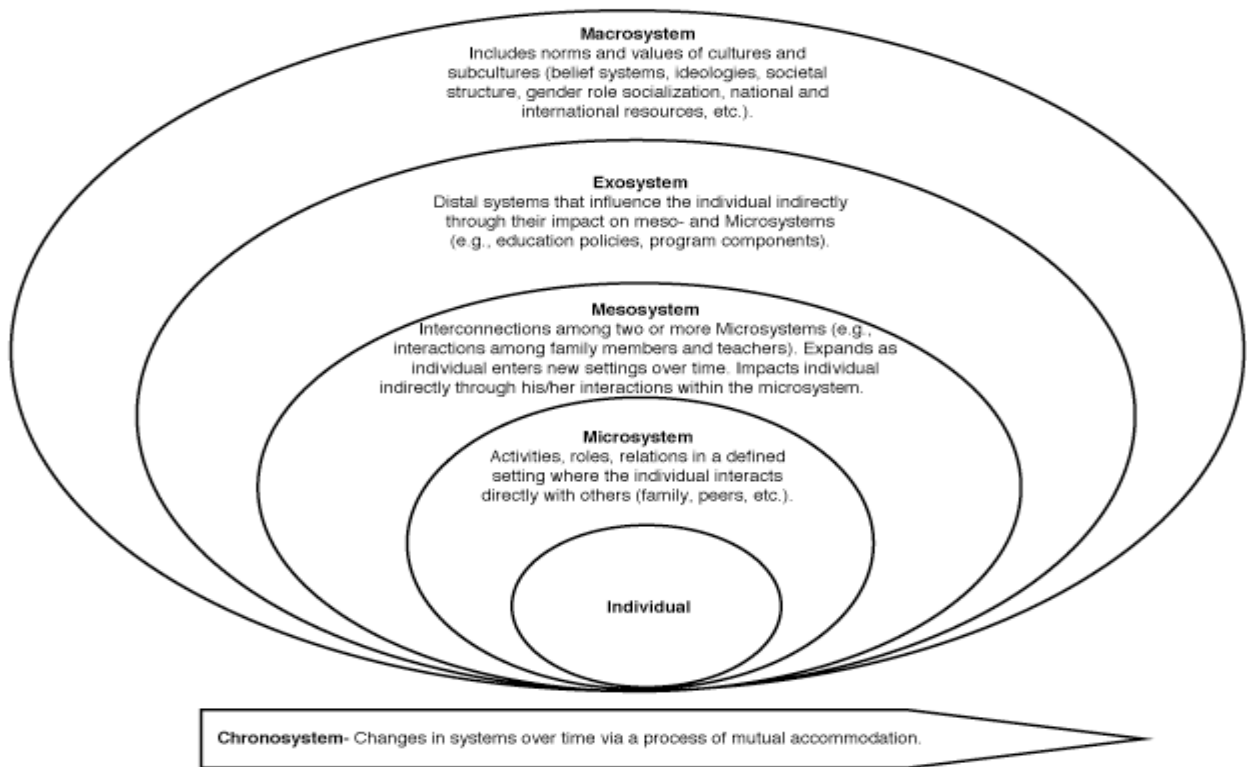 Macrosystem
Includes norms and values of cultures and
subcultures (belief systems, ideologies, societal
structure, gender role socialization, national and
international resources, etc.).
Exosystem
Distal systems that influence the individual indirectly
through their impact on meso- and Microsystems
(e.g., education policies, program components).
Mesosystem
Interconnections among two or more Microsystems (e.g.,
interactions among family members and teachers). Expands as
individual enters new settings over time. Impacts individual
indirectly through his/her interactions within the microsystem.
Microsystem
Activities, roles, relations in a defined
setting where the individual interacts
directly with others (family, peers, etc.).
Individual
Chronosystem- Changes in systems over time via a process of mutual accommodation.